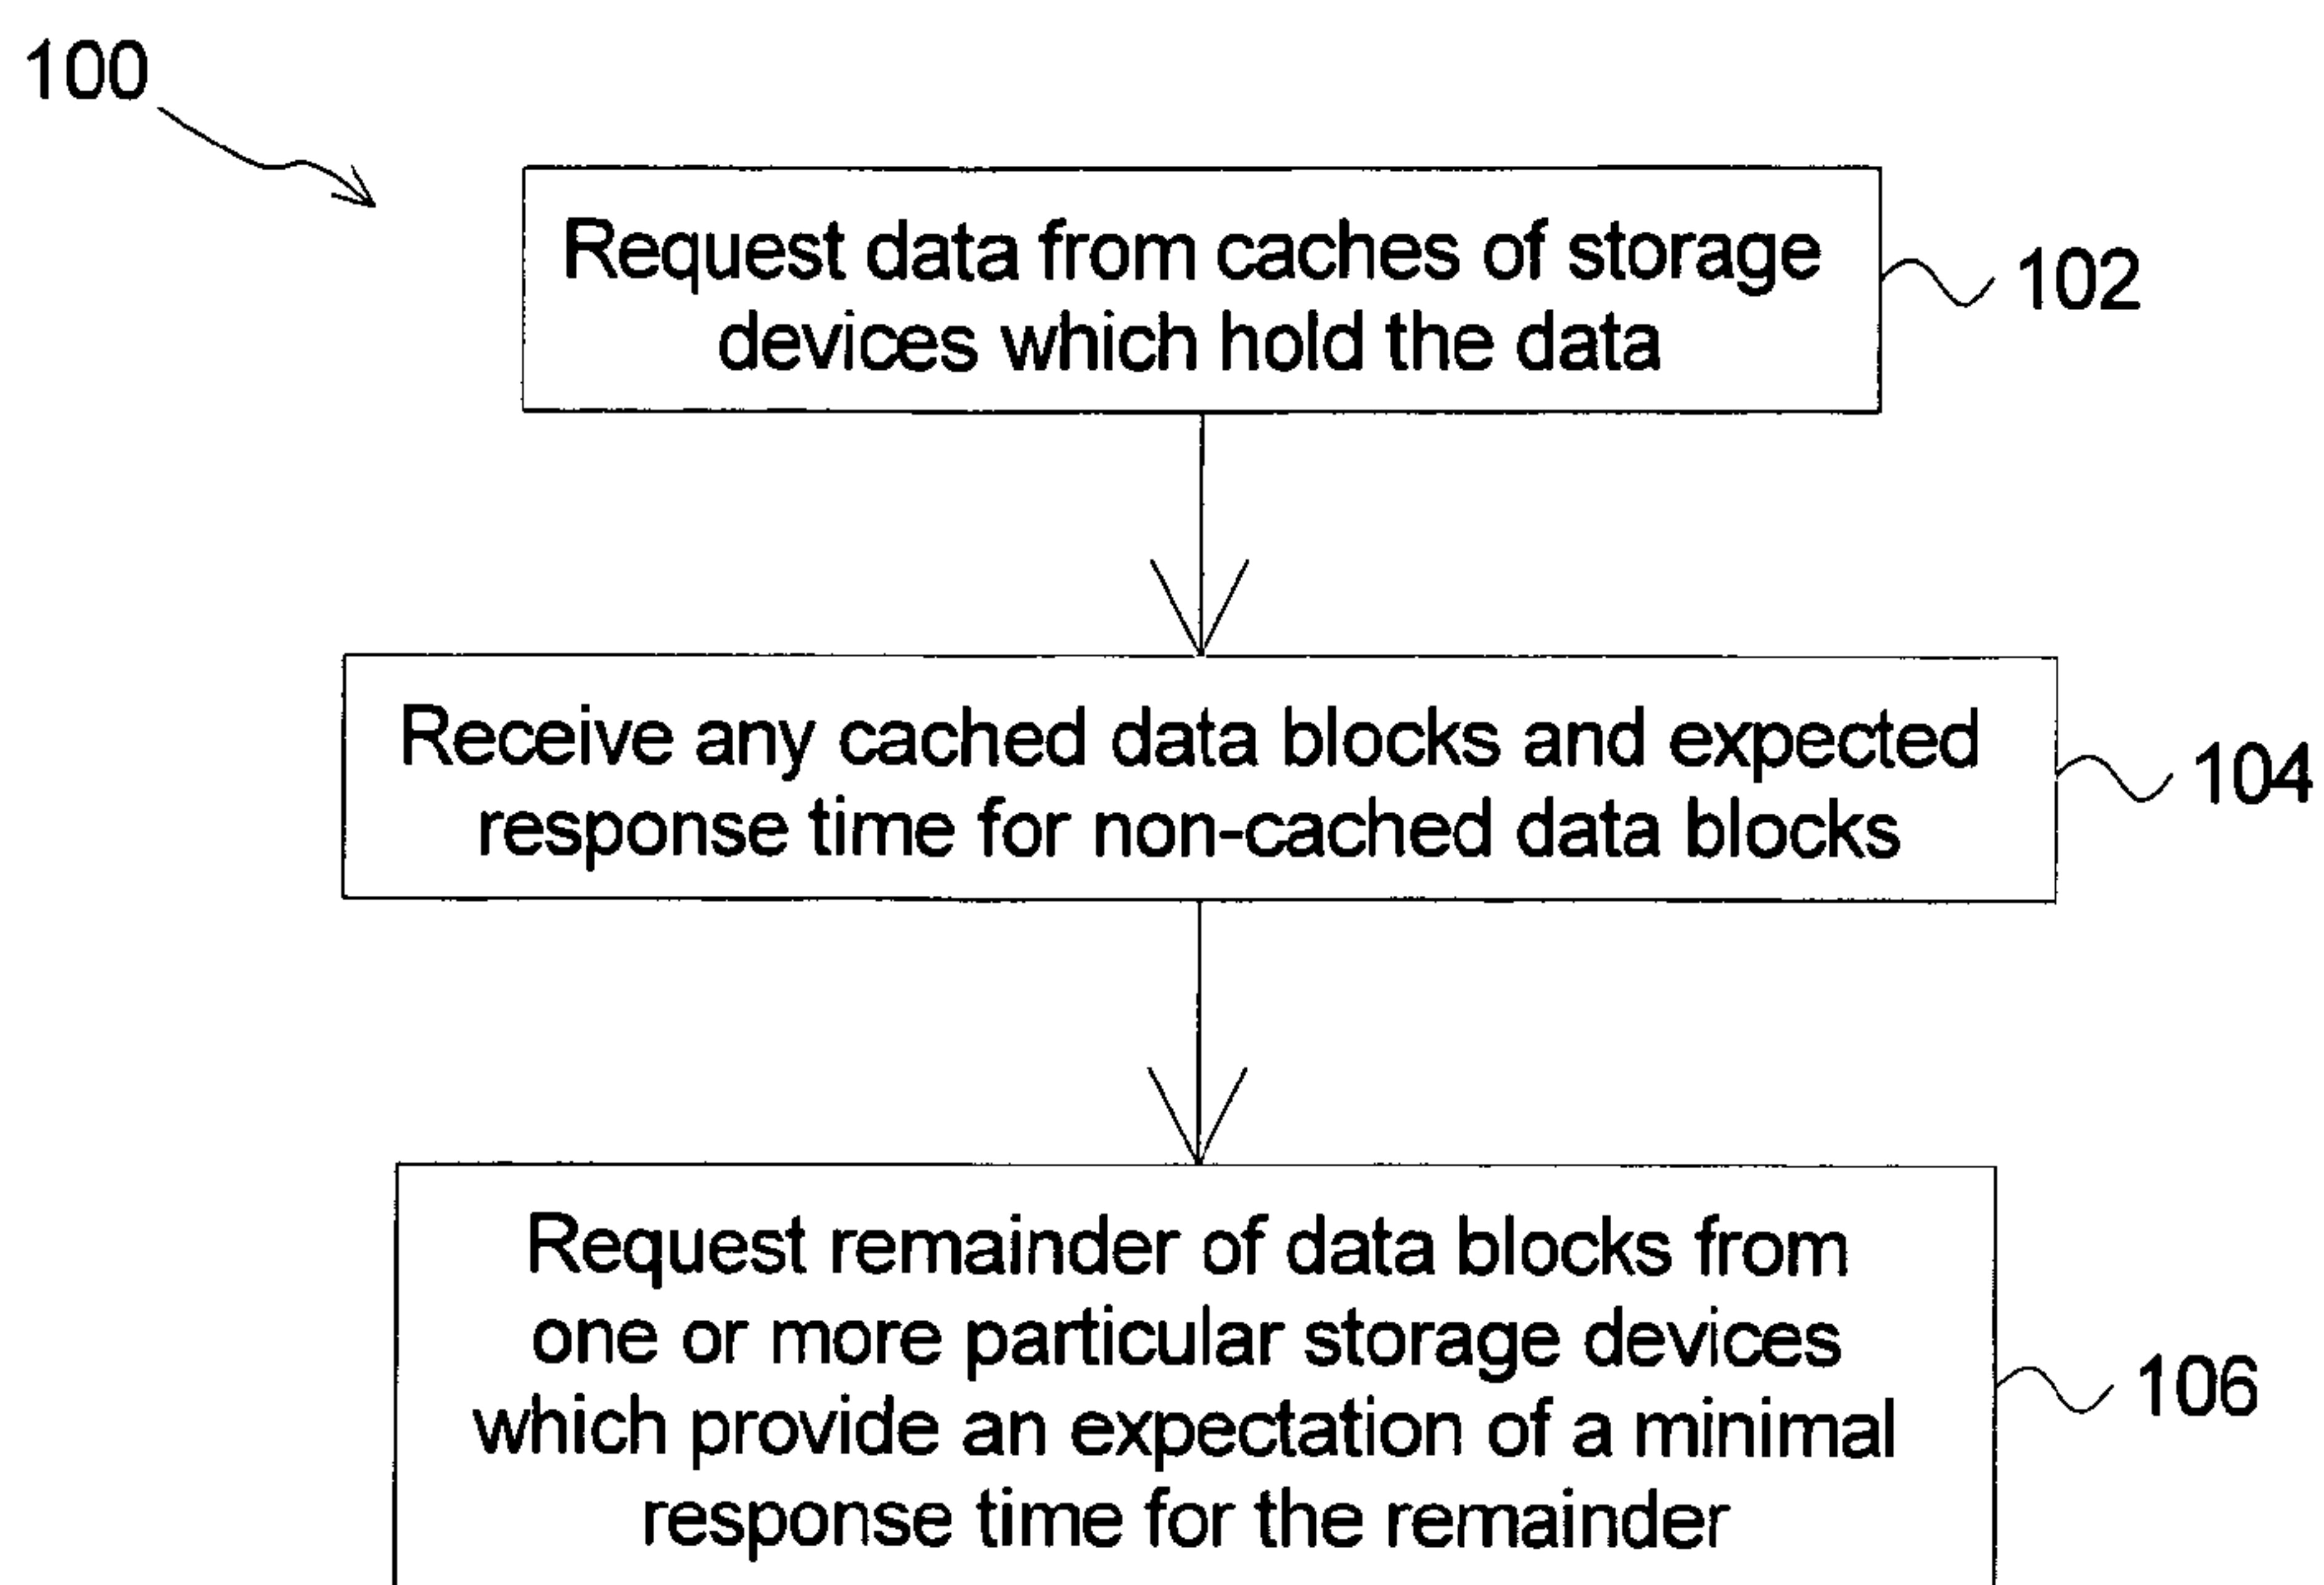 100
Request data from caches of storage
devices which hold the data
102
Receive any cached data blocks and expected
response time for non-cached data blocks
104
Request remainder of data blocks from
one or more particular storage devices
which provide an expectation of a minimal
response time for the remainder
106